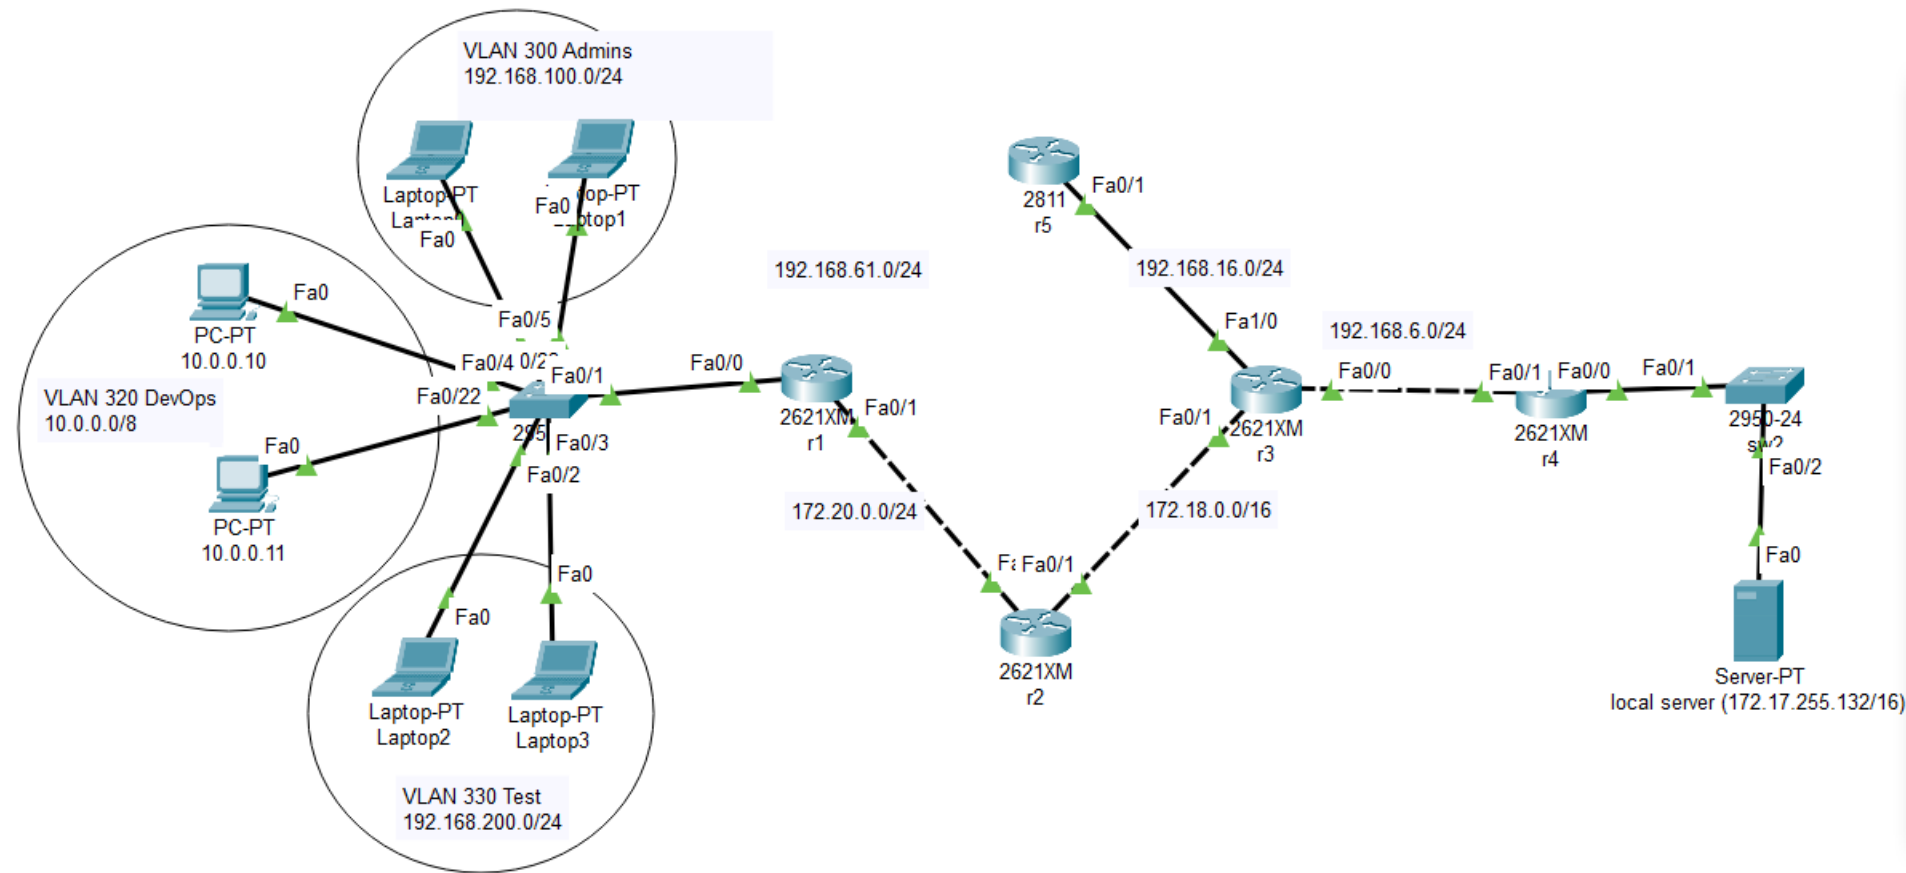 VLAN 300 Admins
192.168.100.0/24
Laptop-PT
Fa0
Fa0
VLAN 320 DevOps
10.0.0.0/8
PC-PT
10.0.0.10
Fa0
PC-PT
10.0.0.11
Fa0
Fa0/5
Fa0/4
Fa0/1
Fa0/22
Fa0/3
Fa0/2
Fa0
Fa0
Laptop-PT
Laptop2
Laptop-PT
Laptop3
VLAN 330 Test
192.168.200.0/24
Fa0/0
2621XM
r1
Fa0/1
192.168.61.0/24
172.20.0.0/24
Fa0/1
2621XM
r2
172.18.0.0/16
2811
r5
Fa0/1
192.168.16.0/24
Fa1/0
Fa0/1
2621XM
r3
Fa0/0
192.168.6.0/24
Fa0/1
Fa0/0
2621XM
r4
Fa0/1
2950-24
sw2
Fa0/2
Fa0
Server-PT
local server (172.17.255.132/16)